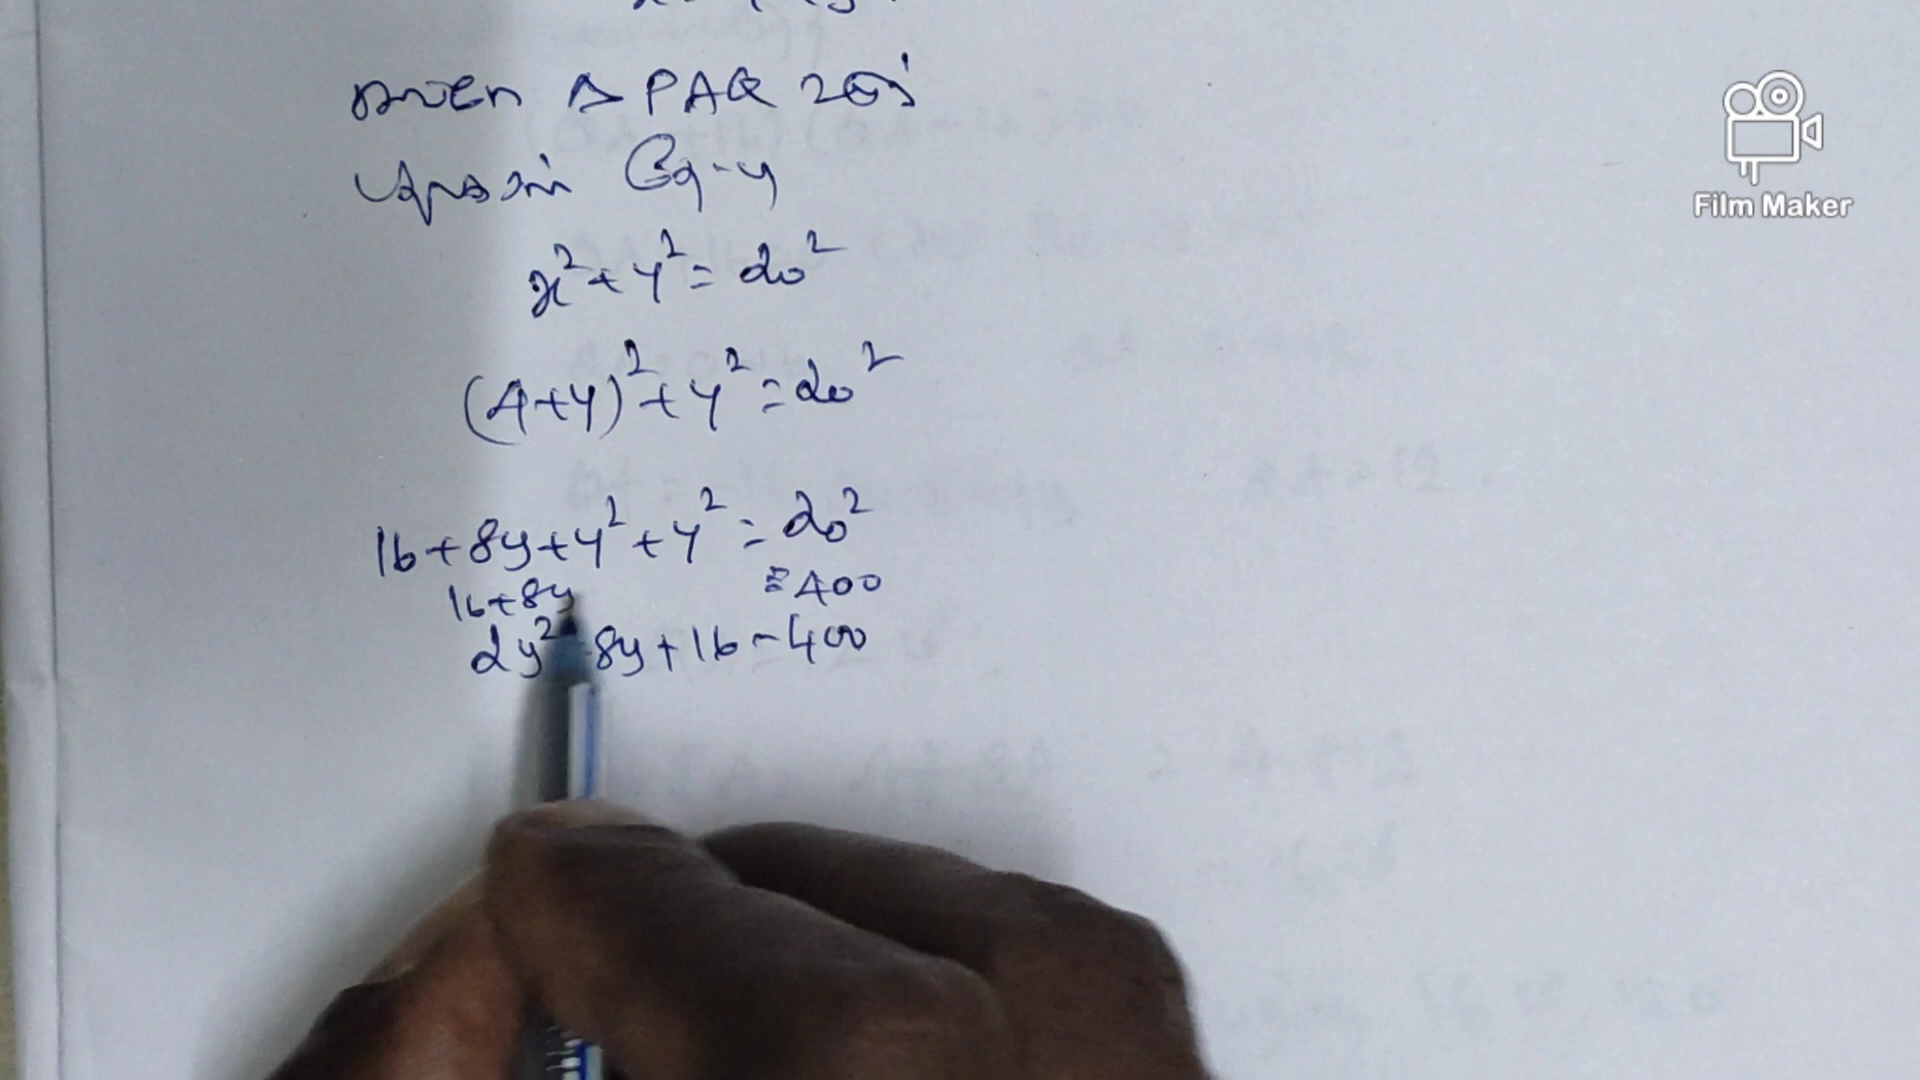 Δ PAQ
x² + y² = 20²
(4+y)² + y² = 20²
16+8y+y²+y² = 20²
16+8y = 400
2y² 8y+16-400
Film Maker